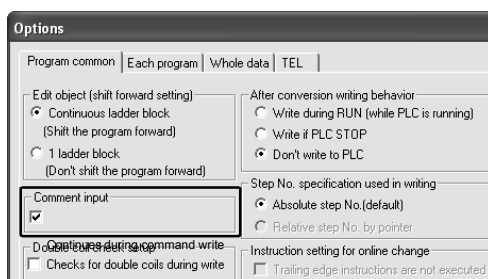 Options
Program common
Each program
Whole data
TEL
Edit object (shift forward setting)
Continuous ladder block
(Shift the program forward)
1 ladder block
(Don't shift the program forward)
Comment input
Continues during command write
Double coil check setup
Checks for double coils during write
After conversion writing behavior
Write during RUN (while PLC is running)
Write if PLC STOP
Don't write to PLC
Step No. specification used in writing
Absolute step No.(default)
Relative step No. by pointer
Instruction setting for online change
Trailing edge instructions are not executed